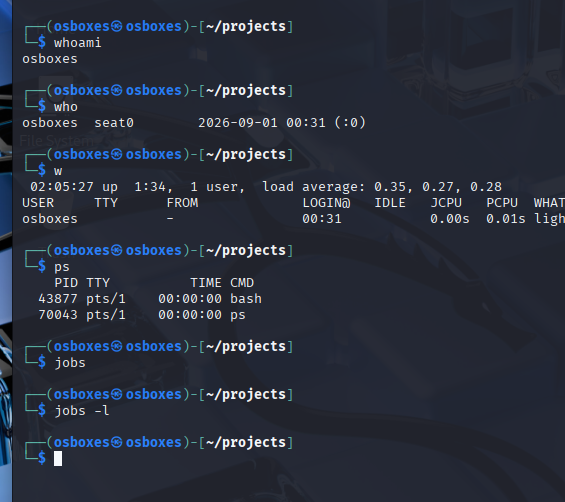 ┌──(osboxes㉿osboxes)-[~/projects]
└─$ whoami
osboxes
┌──(osboxes㉿osboxes)-[~/projects]
└─$ who
osboxes  seat0        2026-09-01 00:31 (:0)
File System
┌──(osboxes㉿osboxes)-[~/projects]
└─$ w
 02:05:27 up  1:34,  1 user,  load average: 0.35, 0.27, 0.28
USER     TTY      FROM             LOGIN@   IDLE   JCPU   PCPU  WHAT
osboxes           -                00:31           0.00s  0.01s ligh
┌──(osboxes㉿osboxes)-[~/projects]
└─$ ps
    PID TTY          TIME CMD
  43877 pts/1    00:00:00 bash
  70043 pts/1    00:00:00 ps
┌──(osboxes㉿osboxes)-[~/projects]
└─$ jobs
┌──(osboxes㉿osboxes)-[~/projects]
└─$ jobs -l
┌──(osboxes㉿osboxes)-[~/projects]
└─$